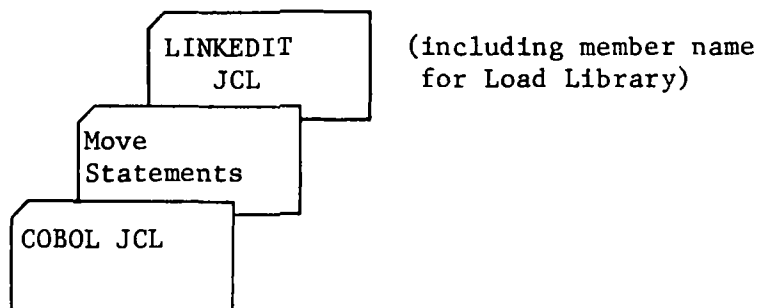 LINKEDIT
JCL
(including member name
for Load Library)
Move
Statements
COBOL JCL